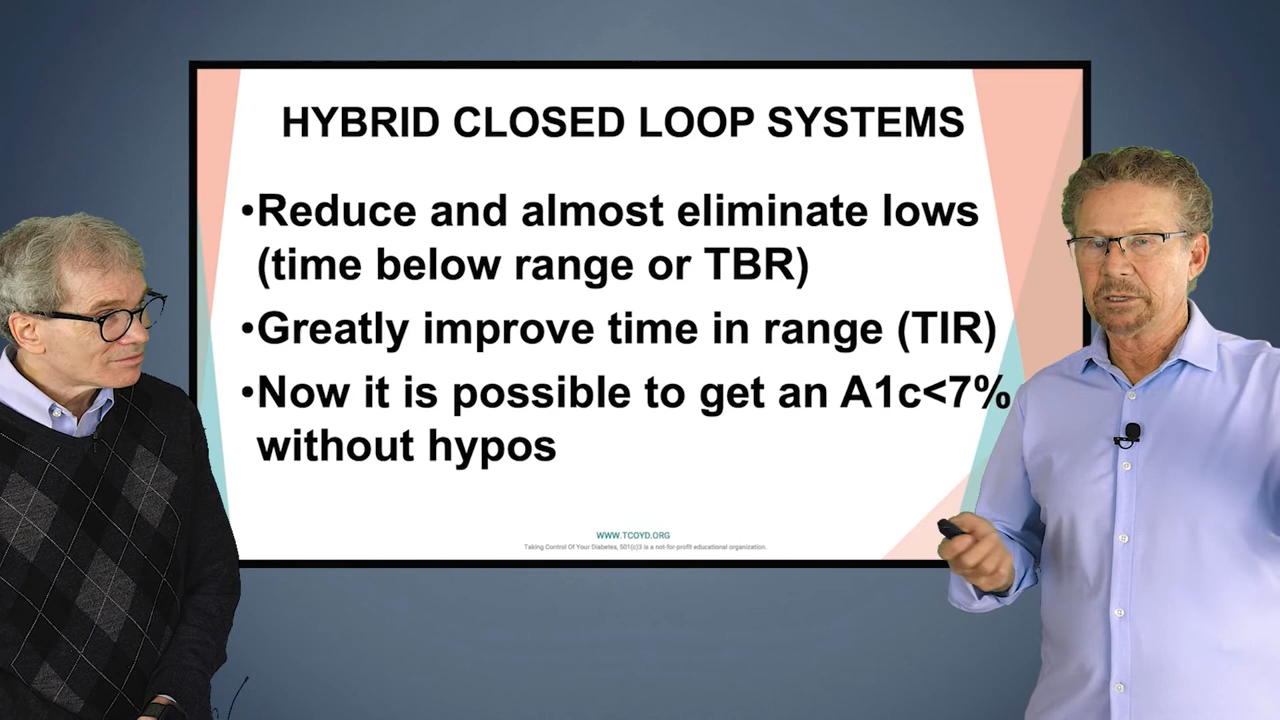 HYBRID CLOSED LOOP SYSTEMS
•Reduce and almost eliminate lows
(time below range or TBR)
•Greatly improve time in range (TIR)
•Now it is possible to get an A1c<7%
without hypos
WWW.TCOYD.ORG
Taking Control Of Your Diabetes, 501(c)3 is a not-for-profit educational organization.